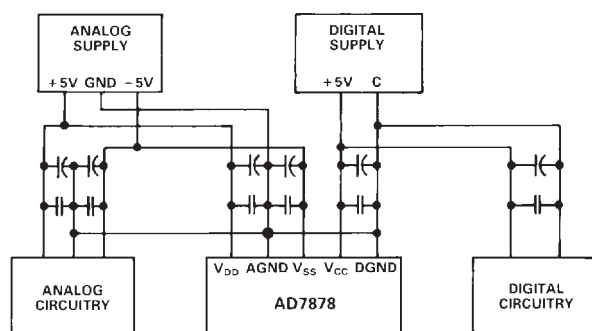 ANALOG
SUPPLY
+5V GND −5V
DIGITAL
SUPPLY
+5V C
ANALOG
CIRCUITRY
VDD AGND VSS VCC DGND
AD7878
DIGITAL
CIRCUITRY